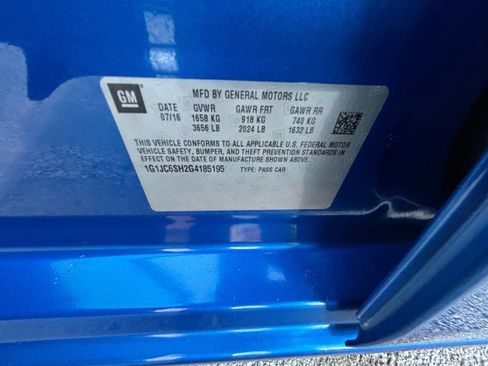 GM
MFD BY GENERAL MOTORS LLC
DATE GVWR GAWR FRT GAWR RR
07/16 1658 KG 918 KG 740 KG
3656 LB 2024 LB 1632 LB
THIS VEHICLE CONFORMS TO ALL APPLICABLE U.S. FEDERAL MOTOR
VEHICLE SAFETY, BUMPER, AND THEFT PREVENTION STANDARDS IN
EFFECT ON THE DATE OF MANUFACTURE SHOWN ABOVE.
1G1JC6SH2G4185195 TYPE: PASS CAR